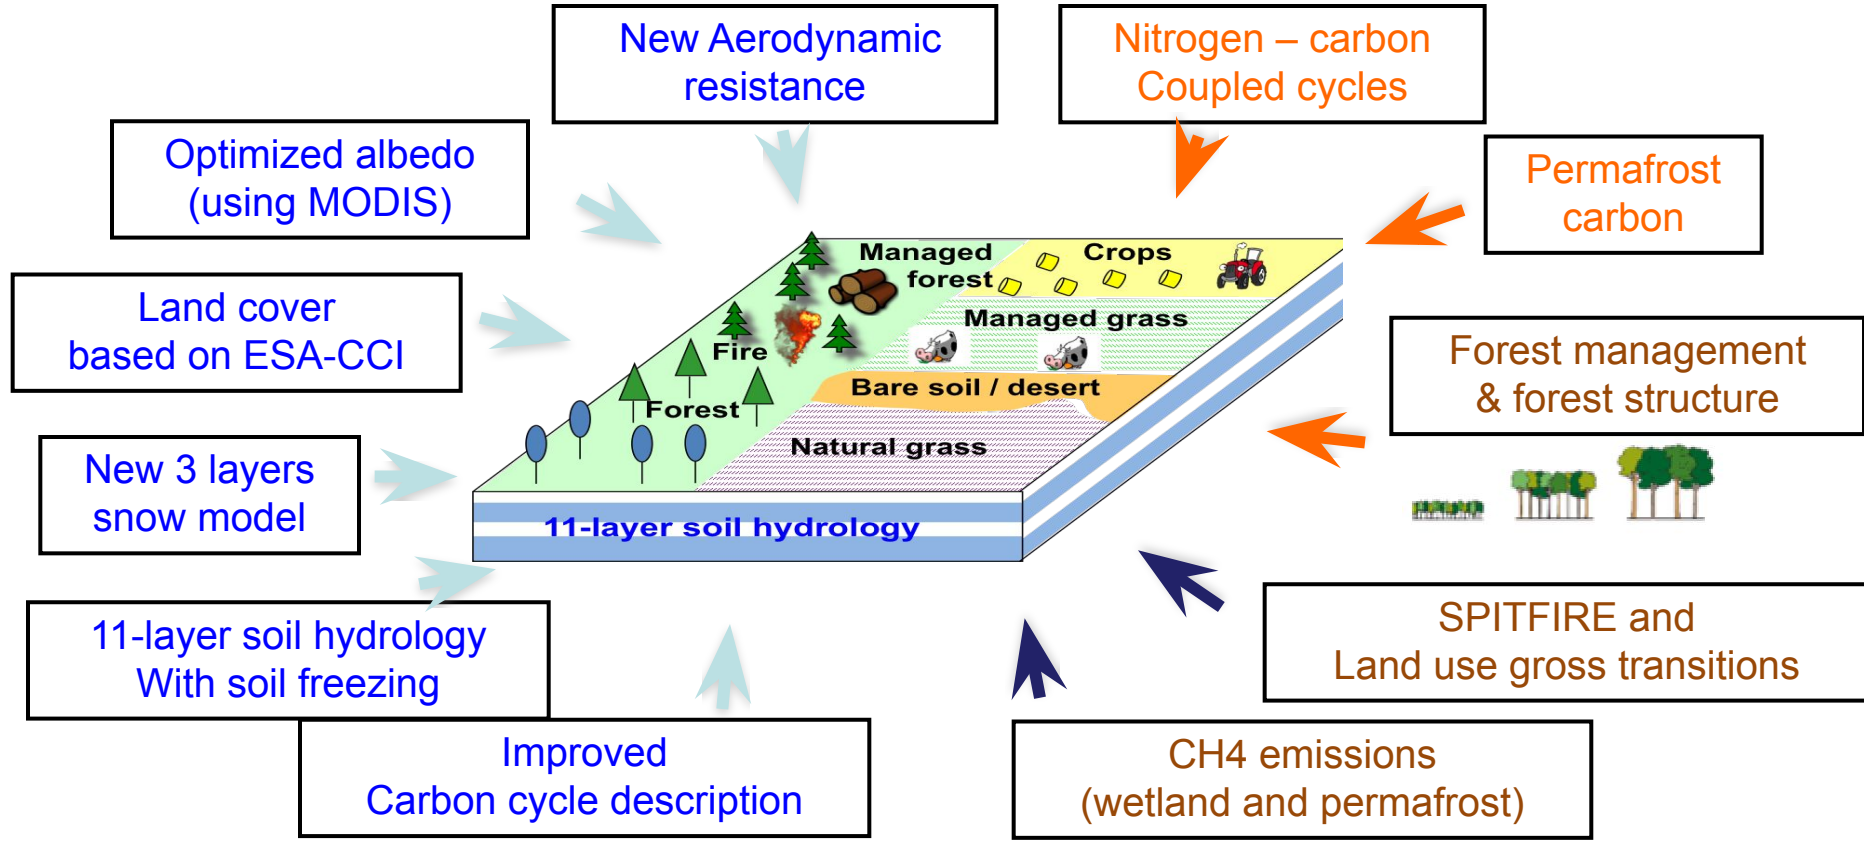 New Aerodynamic
resistance
Nitrogen – carbon
Coupled cycles
Optimized albedo
(using MODIS)
Permafrost
carbon
Land cover
based on ESA-CCI
Managed
forest
Crops
Managed grass
Fire
Bare soil / desert
Forest
Natural grass
11-layer soil hydrology
Forest management
& forest structure
New 3 layers
snow model
11-layer soil hydrology
With soil freezing
SPITFIRE and
Land use gross transitions
Improved
Carbon cycle description
CH4 emissions
(wetland and permafrost)